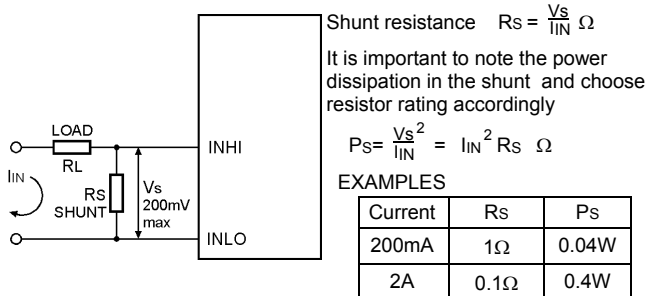 Shunt resistance Rs = Vs/IIN Ω
It is important to note the power
dissipation in the shunt and choose
resistor rating accordingly
Ps= Vs²/IIN = IIN² Rs Ω
EXAMPLES
Current Rs Ps
200mA 1Ω 0.04W
2A 0.1Ω 0.4W
LOAD
RL
IIN
Rs
SHUNT
Vs
200mV
max
INHI
INLO